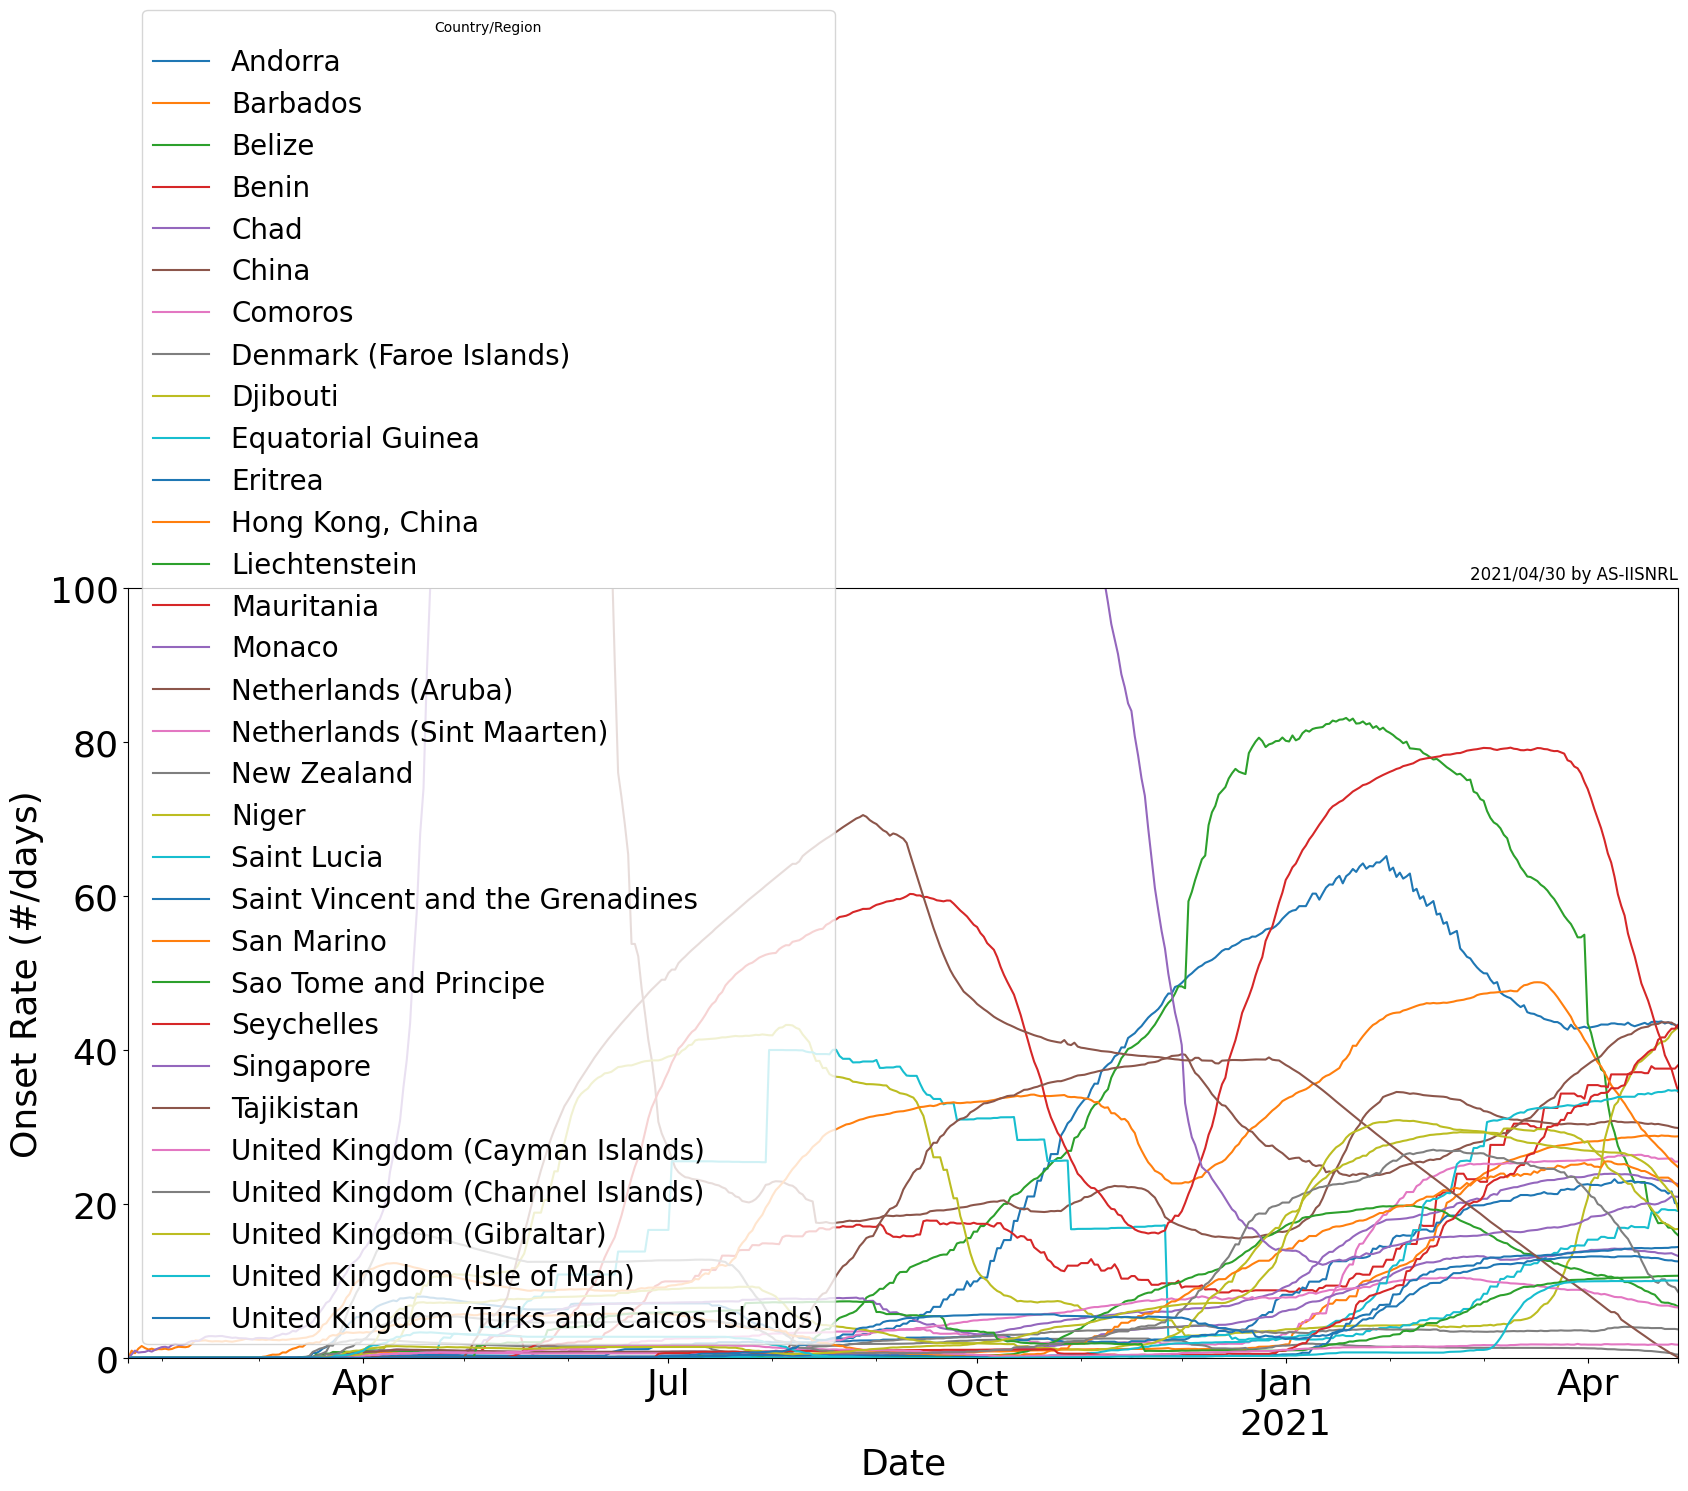 Country/Region
Andorra
Barbados
Belize
Benin
Chad
China
Comoros
Denmark (Faroe Islands)
Djibouti
Equatorial Guinea
Eritrea
Hong Kong, China
Liechtenstein
Mauritania
Monaco
Netherlands (Aruba)
Netherlands (Sint Maarten)
New Zealand
Niger
Saint Lucia
Saint Vincent and the Grenadines
San Marino
Sao Tome and Principe
Seychelles
Singapore
Tajikistan
United Kingdom (Cayman Islands)
United Kingdom (Channel Islands)
United Kingdom (Gibraltar)
United Kingdom (Isle of Man)
United Kingdom (Turks and Caicos Islands)
2021/04/30 by AS-IISNRL
100
80
60
40
20
0
Onset Rate (#/days)
Apr Jul Oct Jan Apr
2021
Date